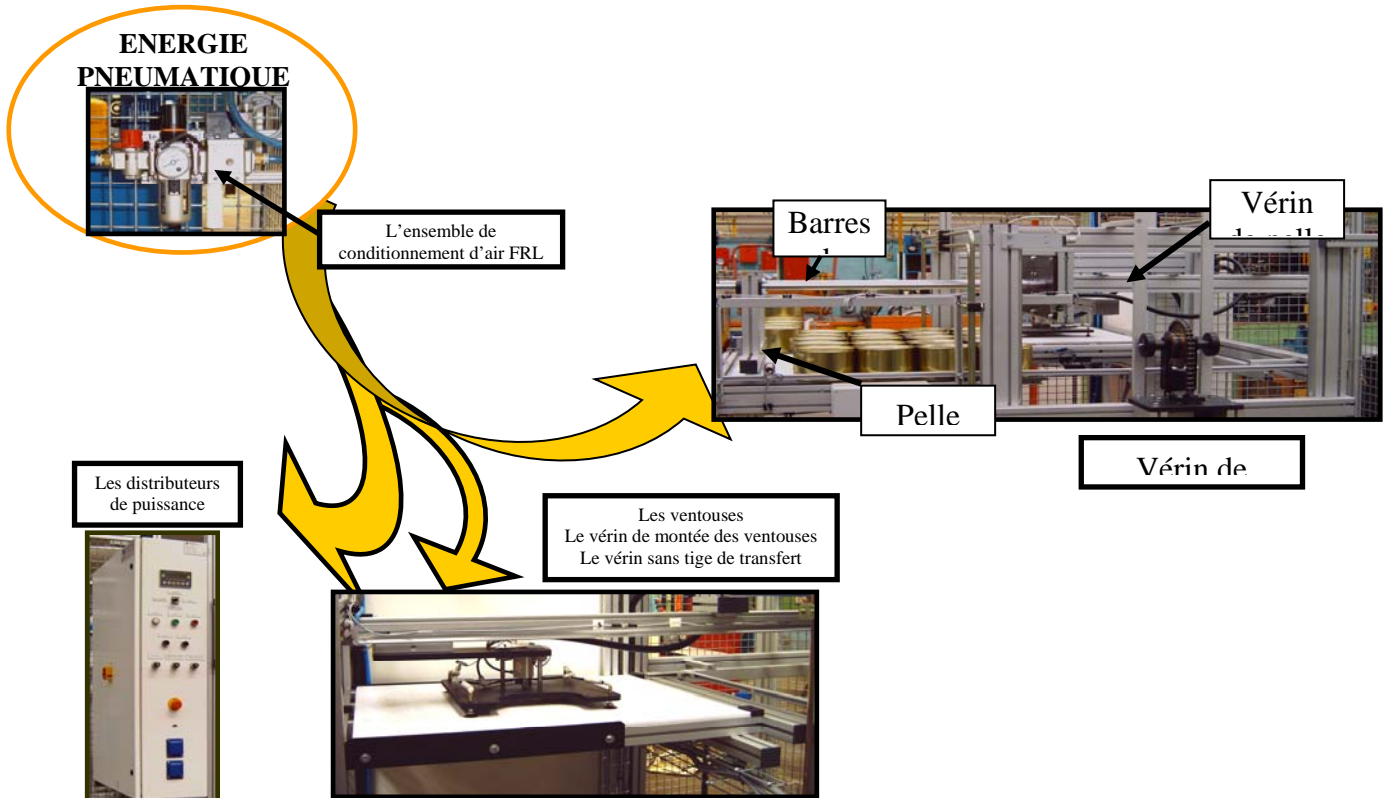 ENERGIE
PNEUMATIQUE
L’ensemble de
conditionnement d’air FRL
Barres
Vérin
Pelle
Vérin de
Les distributeurs
de puissance
Les ventouses
Le vérin de montée des ventouses
Le vérin sans tige de transfert